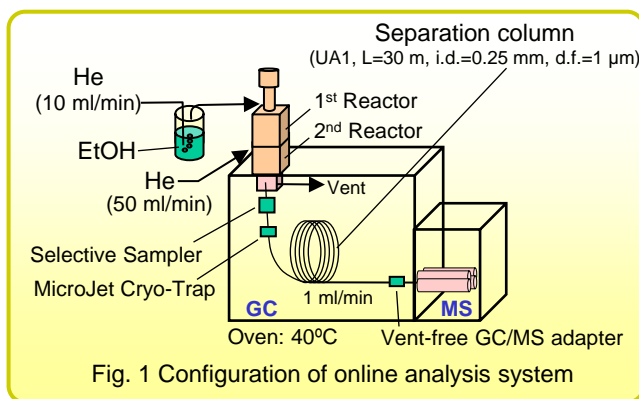 Separation column
(UA1, L=30 m, i.d.=0.25 mm, d.f.=1 µm)
He
(10 ml/min)
1st Reactor
2nd Reactor
EtOH
He
(50 ml/min)
Vent
Selective Sampler
MicroJet Cryo-Trap
1 ml/min
GC
MS
Oven: 40ºC
Vent-free GC/MS adapter
Fig. 1 Configuration of online analysis system